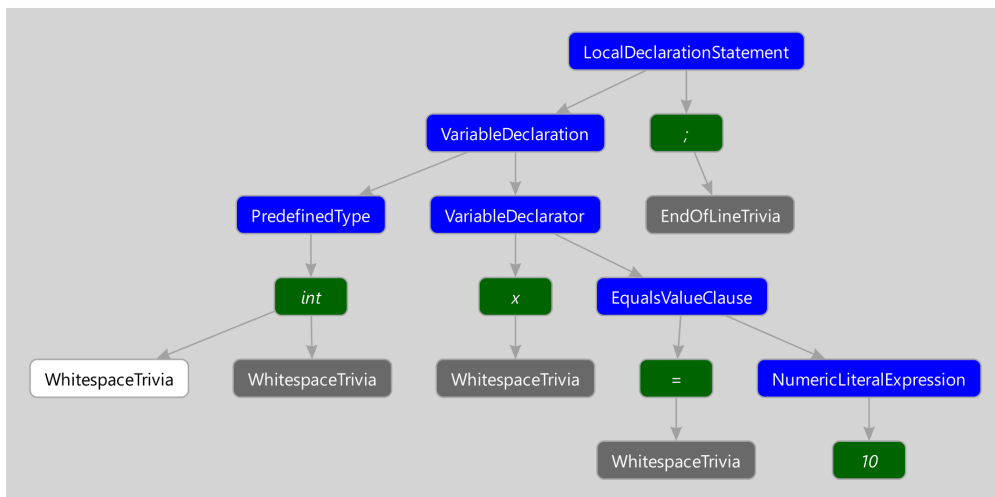 LocalDeclarationStatement
VariableDeclaration
;
PredefinedType
VariableDeclarator
EndOfLineTrivia
int
x
EqualsValueClause
WhitespaceTrivia
WhitespaceTrivia
WhitespaceTrivia
=
NumericLiteralExpression
WhitespaceTrivia
10